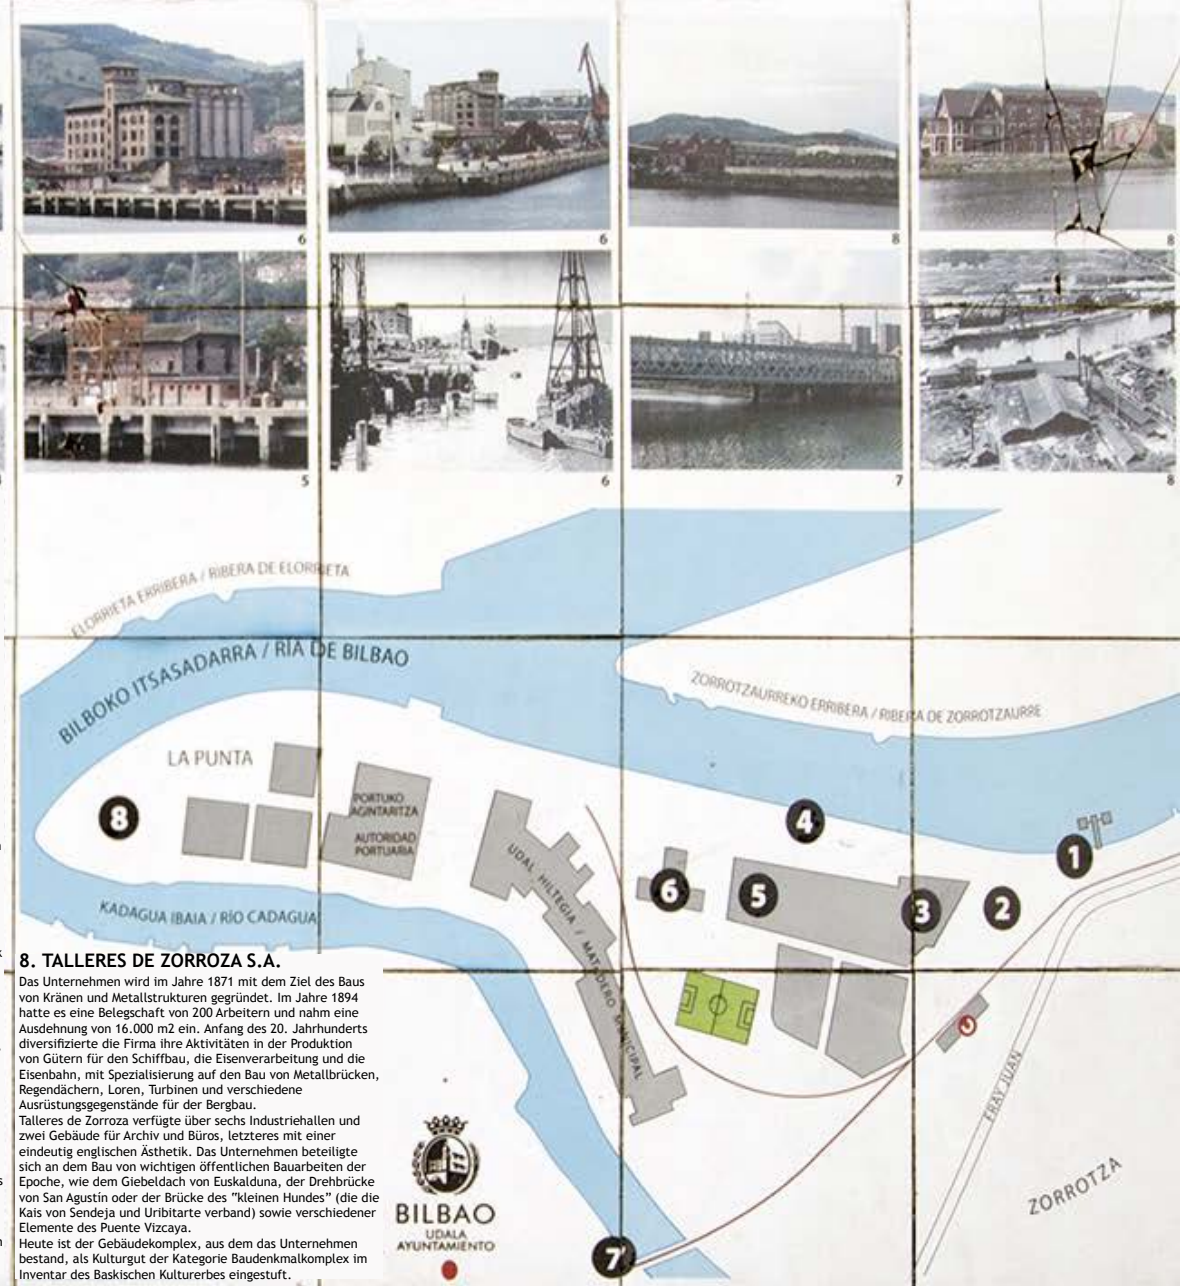 6
6
8
8
5
6
7
8
ELORRIETA ERRIBERA / RIBERA DE ELORRIETA
BILBOKO ITSASADARRA / RIA DE BILBAO
ZORROTZAURREKO ERRIBERA / RIBERA DE ZORROTZAURRE
LA PUNTA
PORTUKO
AGINTARITZA
AUTORIDAD
PORTUARIA
8
4
1
6
5
3
2
UDAL HILTEGIA / MATADERO MUNICIPAL
KADAGUA IBAIA / RÍO CADAGUA
FRAY JUAN
ZORROTZA
7
8. TALLERES DE ZORROZA S.A.
Das Unternehmen wird im Jahre 1871 mit dem Ziel des Baus
von Kränen und Metallstrukturen gegründet. Im Jahre 1894
hatte es eine Belegschaft von 200 Arbeitern und nahm eine
Ausdehnung von 16.000 m2 ein. Anfang des 20. Jahrhunderts
diversifizierte die Firma ihre Aktivitäten in der Produktion
von Gütern für den Schiffbau, die Eisenverarbeitung und die
Eisenbahn, mit Spezialisierung auf den Bau von Metallbrücken,
Regendächern, Loren, Turbinen und verschiedene
Ausrüstungsgegenstände für der Bergbau.
Talleres de Zorroza verfügte über sechs Industriehallen und
zwei Gebäude für Archiv und Büros, letzteres mit einer
eindeutig englischen Ästhetik. Das Unternehmen beteiligte
sich an dem Bau von wichtigen öffentlichen Bauarbeiten der
Epoche, wie dem Giebeldach von Euskalduna, der Drehbrücke
von San Agustín oder der Brücke des "kleinen Hundes" (die die
Kais von Sendeja und Uribitarte verband) sowie verschiedener
Elemente des Puente Vizcaya.
Heute ist der Gebäudekomplex, aus dem das Unternehmen
bestand, als Kulturgut der Kategorie Baudenkmalkomplex im
Inventar des Baskischen Kulturerbes eingestuft.
BILBAO
UDALA
AYUNTAMIENTO